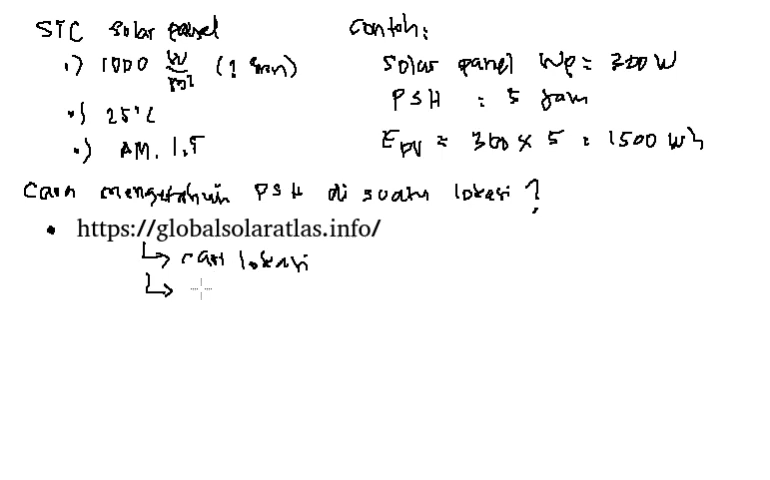 STC Solar panel
1000 W/m² (1 Sun)
25°C
AM. 1,5
Contoh:
Solar panel Wp = 300 W
PSH : 5 jam
EPV = 300 x 5 = 1500 Wh
Cara mengetahui PSH di suatu lokasi ?
• https://globalsolaratlas.info/
↳ cari lokasi
↳